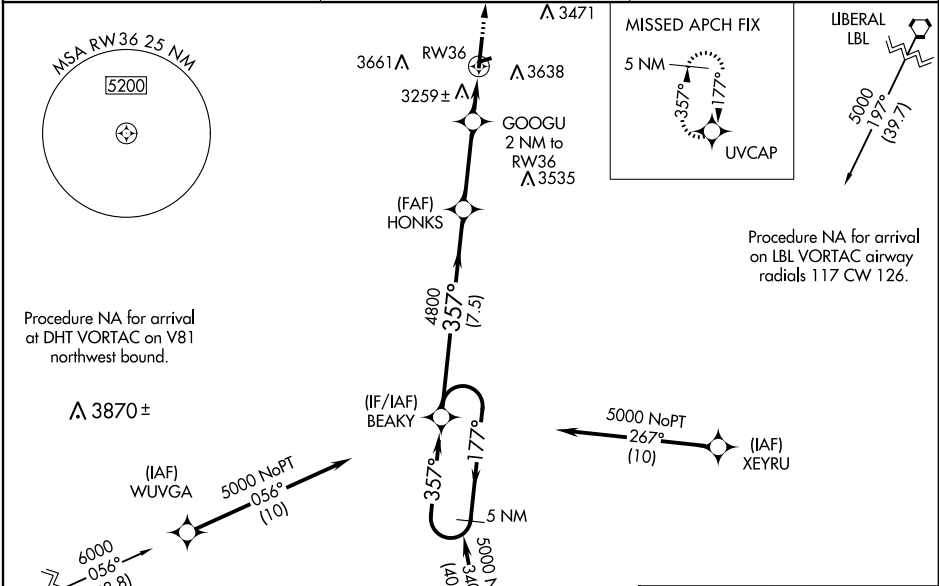 MSA RW36 25 NM
5200
3471
3661
RW36
3638
3259 ±
GOOGU
2 NM to
RW36
3535
MISSED APCH FIX
5 NM
357°
177°
UVCAP
LIBERAL
LBL
5000
197°
(39.7)
(FAF)
HONKS
Procedure NA for arrival
on LBL VORTAC airway
radials 117 CW 126.
4800
357°
(7.5)
Procedure NA for arrival
at DHT VORTAC on V81
northwest bound.
3870 ±
(IF/IAF)
BEAKY
5000 NoPT
267°
(10)
(IAF)
XEYRU
177°
357°
5 NM
(IAF)
WUVGA
5000 NoPT
056°
(10)
6000
056°
5000